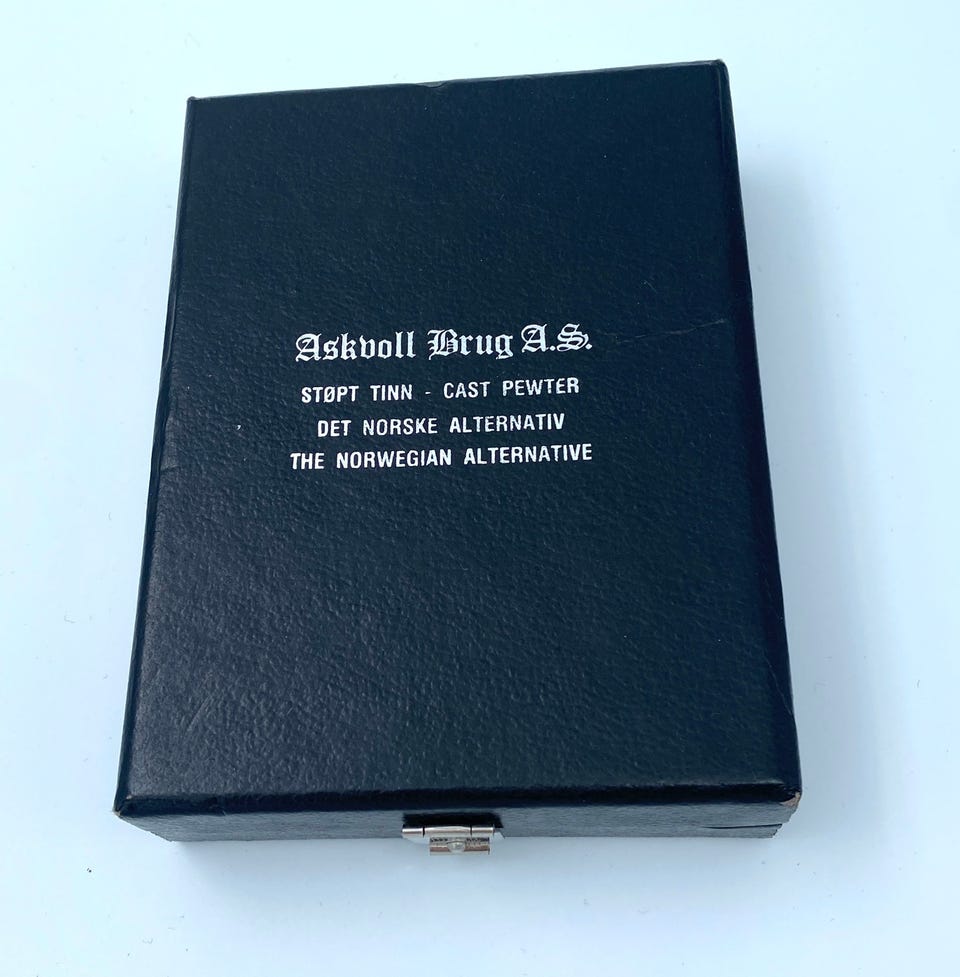 Askvoll Brug A.S.
STØPT TINN - CAST PEWTER
DET NORSKE ALTERNATIV
THE NORWEGIAN ALTERNATIVE